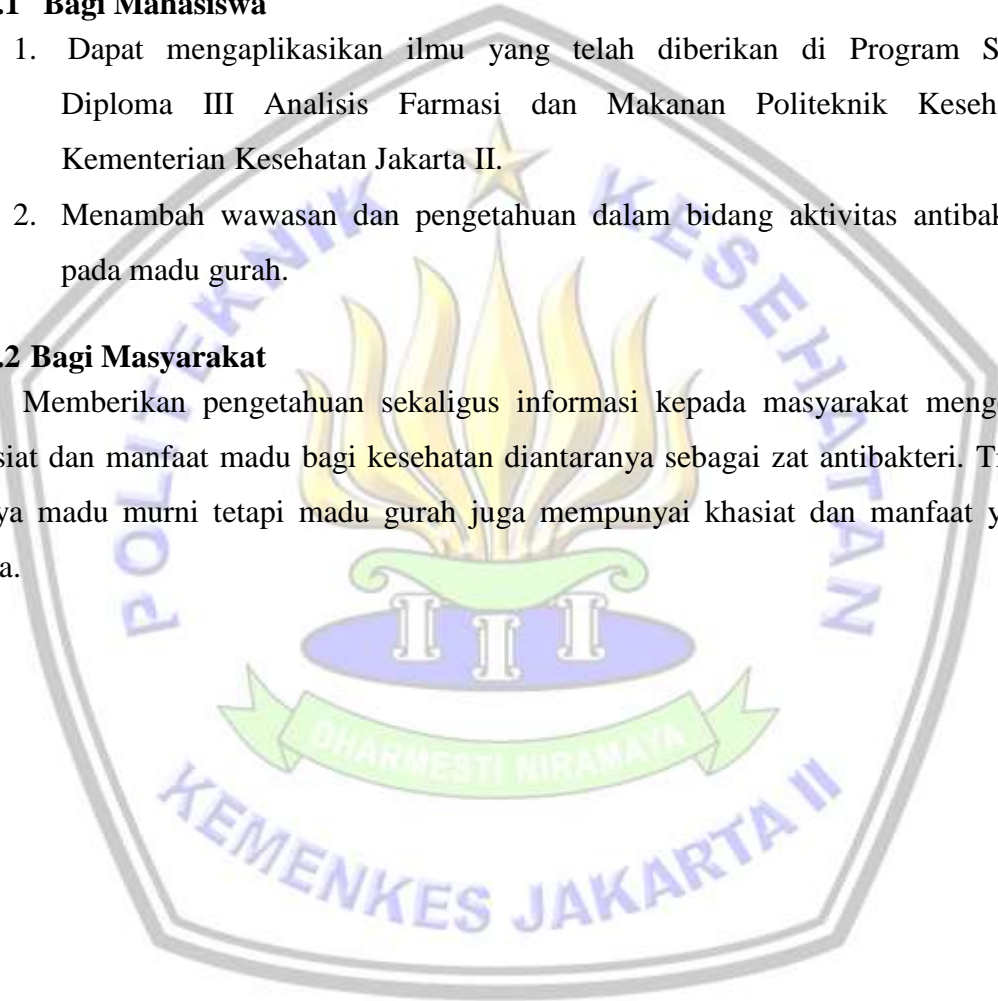 .1 Bagi Mahasiswa
1. Dapat mengaplikasikan ilmu yang telah diberikan di Program S
Diploma III Analisis Farmasi dan Makanan Politeknik Keseh
Kementerian Kesehatan Jakarta II.
2. Menambah wawasan dan pengetahuan dalam bidang aktivitas antibak
pada madu gurah.
.2 Bagi Masyarakat
Memberikan pengetahuan sekaligus informasi kepada masyarakat meng
siat dan manfaat madu bagi kesehatan diantaranya sebagai zat antibakteri. Ti
ya madu murni tetapi madu gurah juga mempunyai khasiat dan manfaat y
a.
POLITEKNIK KESEHATAN
DHARMESTI NIRAMAYA
KEMENKES JAKARTA II